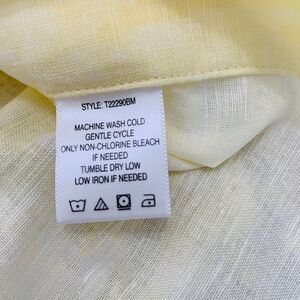 STYLE: T22290BM
MACHINE WASH COLD
GENTLE CYCLE
ONLY NON-CHLORINE BLEACH
IF NEEDED
TUMBLE DRY LOW
LOW IRON IF NEEDED